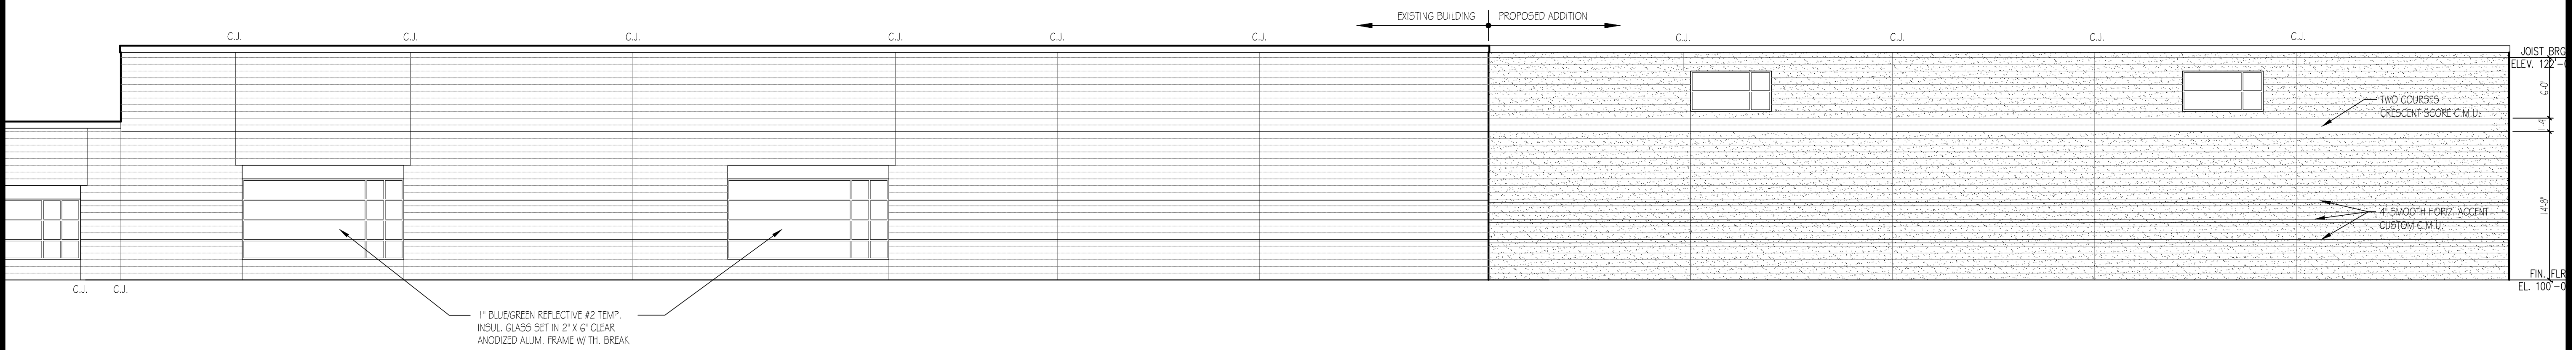 EXISTING BUILDING
PROPOSED ADDITION
C.J.
C.J.
C.J.
C.J.
C.J.
C.J.
C.J.
C.J.
C.J.
C.J.
JOIST BRG
ELEV. 122'-0
6'-0"
TWO COURSES
CRESCENT SCORE C.M.U.
1'-4"
14'-8"
4" SMOOTH HORIZ. ACCENT
CUSTOM C.M.U.
FIN. FLR
EL. 100'-0
C.J.
C.J.
1" BLUE/GREEN REFLECTIVE #2 TEMP.
INSUL. GLASS SET IN 2" X 6" CLEAR
ANODIZED ALUM. FRAME W/ TH. BREAK